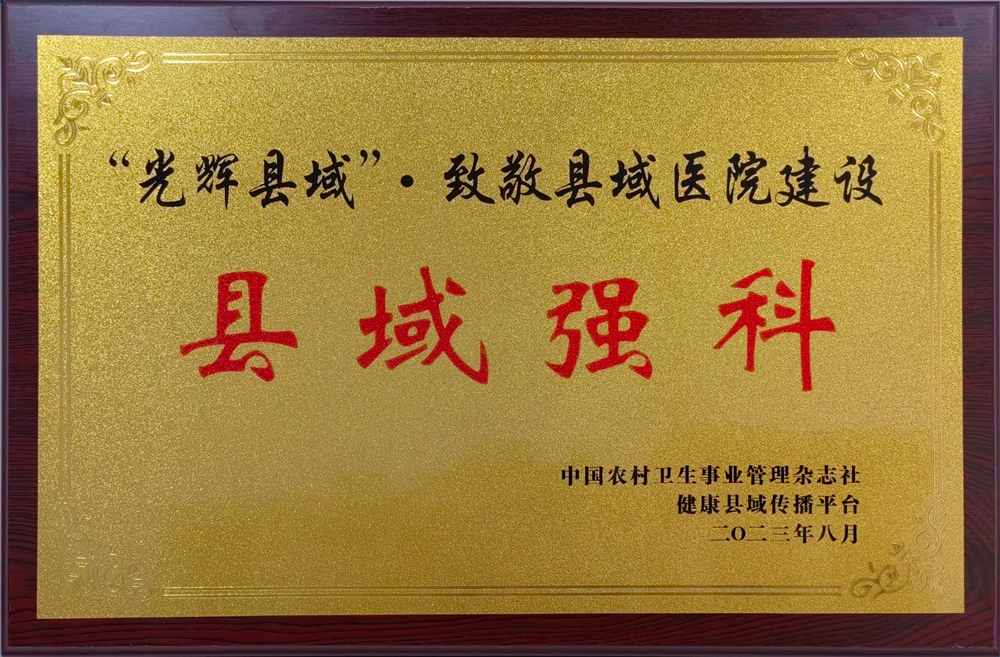 “光辉县域”·致敬县域医院建设
县域强科
中国农村卫生事业管理杂志社
健康县域传播平台
二〇二三年八月